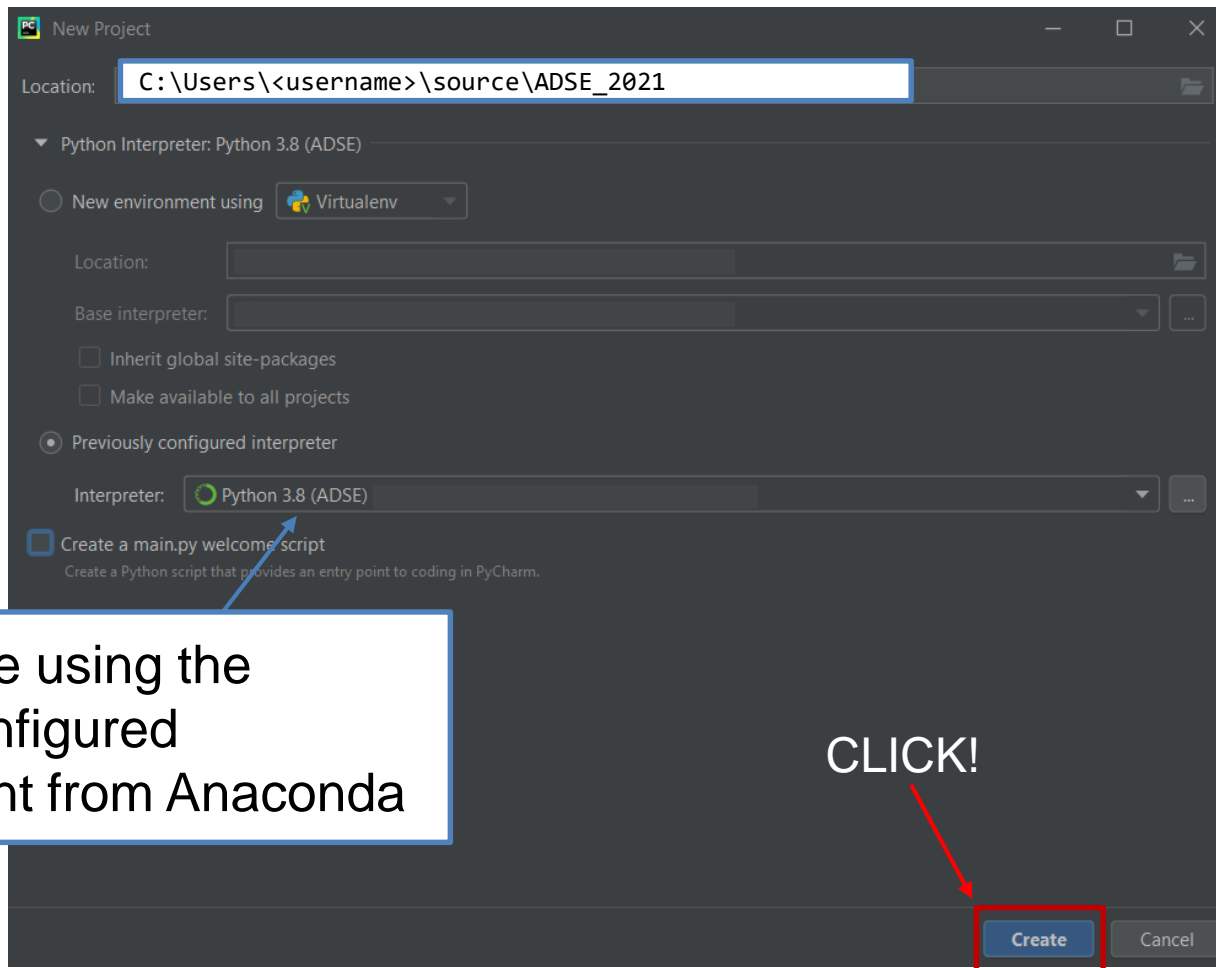 PC
New Project
Location: C:\Users\<username>\source\ADSE_2021
Python Interpreter: Python 3.8 (ADSE)
New environment using Virtualenv
Location:
Base interpreter: ...
Inherit global site-packages
Make available to all projects
Previously configured interpreter
Interpreter: Python 3.8 (ADSE) ...
Create a main.py welcome script
Create a Python script that provides an entry point to coding in PyCharm.
using the
from Anaconda
CLICK!
Create Cancel